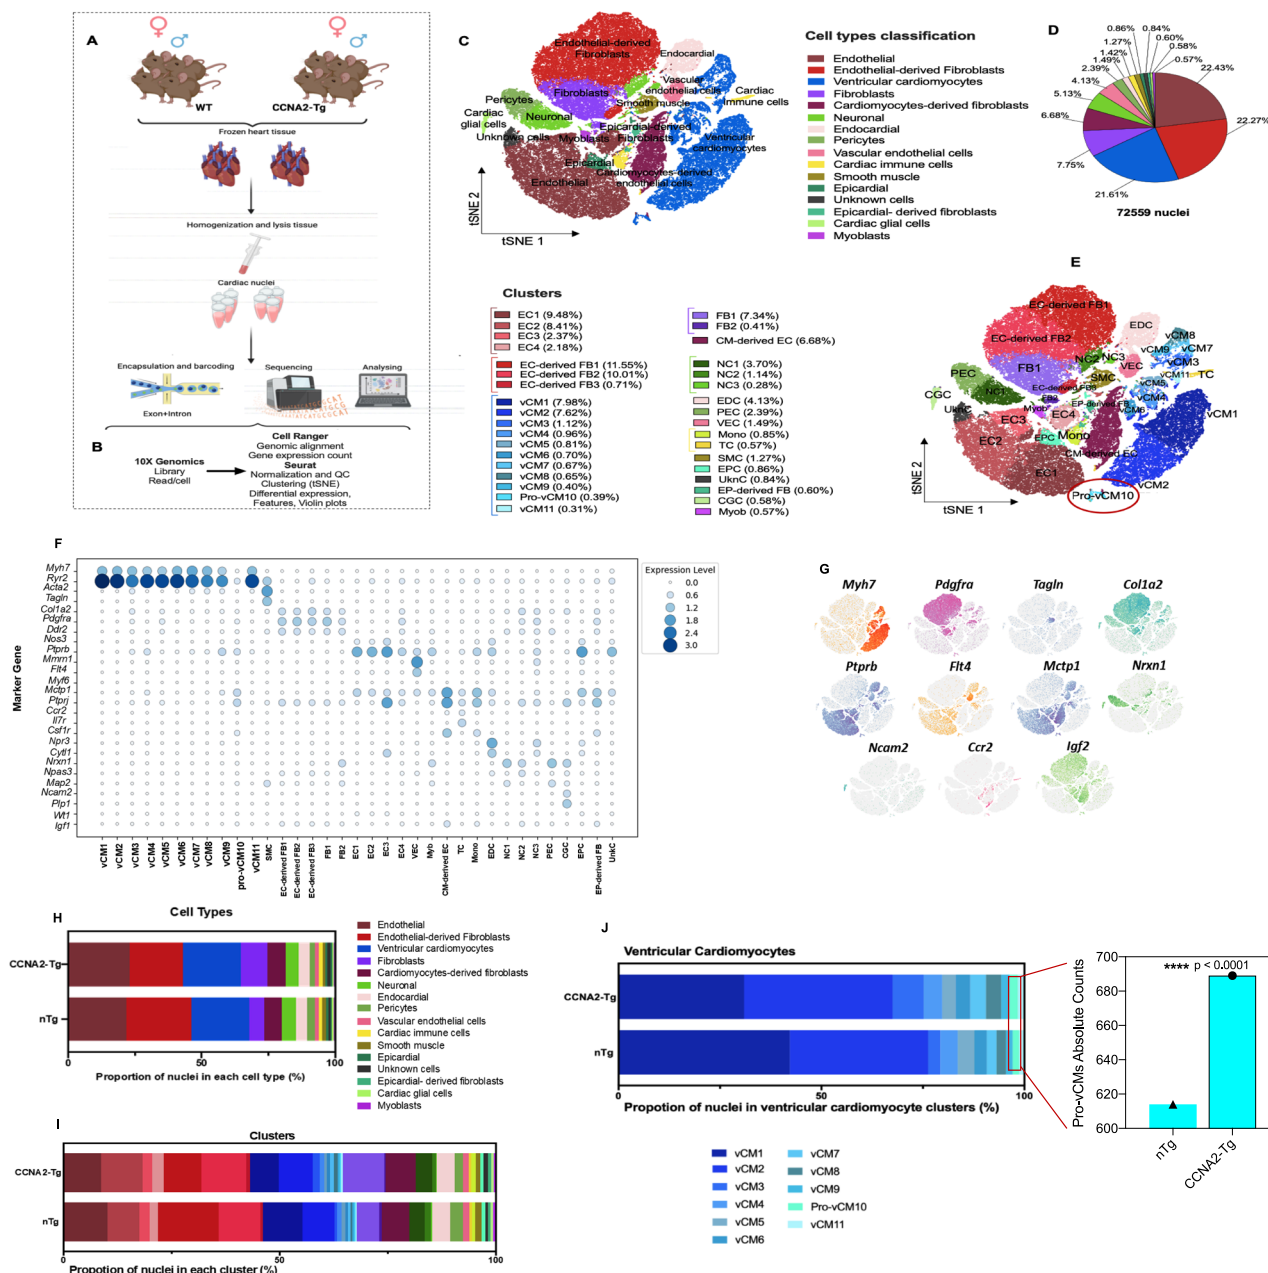 A
WT
CCNA2-Tg
Frozen heart tissue
Homogenization and lysis tissue
Cardiac nuclei
Encapsulation and barcoding
Sequencing
Analysing
Exon+Intron
B
10X Genomics
Library
Read/cell
Cell Ranger
Genomic alignment
Gene expression count
Seurat
Normalization and QC
Clustering (tSNE)
Differential expression,
Features, Violin plots
C
Endothelial-derived
Fibroblasts
Endocardial
Vascular
endothelial cells
Cardiac
immune cells
Fibroblasts
Smooth muscle
Pericytes
Cardiac
glial cells
Neuronal
Unknown cells
Myoblasts
Epicardial-derived
Fibroblasts
Ventricular
cardiomyocytes
Epicardial
Cardiomyocytes-derived
endothelial cells
Endothelial
tSNE 2
tSNE 1
Cell types classification
Endothelial
Endothelial-derived Fibroblasts
Ventricular cardiomyocytes
Fibroblasts
Cardiomyocytes-derived fibroblasts
Neuronal
Endocardial
Pericytes
Vascular endothelial cells
Cardiac immune cells
Smooth muscle
Epicardial
Unknown cells
Epicardial- derived fibroblasts
Cardiac glial cells
Myoblasts
D
0.86%
0.84%
1.27%
0.60%
1.42%
0.58%
1.49%
0.57%
2.39%
22.43%
4.13%
5.13%
6.68%
22.27%
7.75%
21.61%
72559 nuclei
Clusters
EC1 (9.48%)
EC2 (8.41%)
EC3 (2.37%)
EC4 (2.18%)
EC-derived FB1 (11.55%)
EC-derived FB2 (10.01%)
EC-derived FB3 (0.71%)
vCM1 (7.98%)
vCM2 (7.62%)
vCM3 (1.12%)
vCM4 (0.96%)
vCM5 (0.81%)
vCM6 (0.70%)
vCM7 (0.67%)
vCM8 (0.65%)
vCM9 (0.40%)
Pro-vCM10 (0.39%)
vCM11 (0.31%)
FB1 (7.34%)
FB2 (0.41%)
CM-derived EC (6.68%)
NC1 (3.70%)
NC2 (1.14%)
NC3 (0.28%)
EDC (4.13%)
PEC (2.39%)
VEC (1.49%)
Mono (0.85%)
TC (0.57%)
SMC (1.27%)
EPC (0.86%)
UknC (0.84%)
EP-derived FB (0.60%)
CGC (0.58%)
Myob (0.57%)
E
EC-derived FB1
EDC
EC-derived FB2
vCM8
vCM9
vCM7
NC2
NC3
vCM3
FB1
VEC
PEC
vCM11
TC
SMC
vCM5
EC-derived FB3
CGC
NC1
FB2
vCM4
EP-derived FB
UknC
Myob
vCM6
vCM1
EC3
EC4
EC2
EPC
Mono
CM-derived EC
EC1
vCM2
Pro-vCM10
tSNE 2
tSNE 1
F
Marker Gene
Myh7
Ryr2
Acta2
Tagln
Col1a2
Pdgfra
Ddr2
Nos3
Ptprb
Mmrn1
Flt4
Myf6
Mctp1
Ptprj
Ccr2
Il7r
Csf1r
Npr3
Cytl1
Nrxn1
Npas3
Map2
Ncam2
Plp1
Wt1
Igf1
vCM1
vCM2
vCM3
vCM4
vCM5
vCM6
vCM7
vCM8
vCM9
pro-vCM10
vCM11
SMC
EC-derived FB1
EC-derived FB2
EC-derived FB3
FB1
FB2
EC1
EC2
EC3
EC4
VEC
Myb
CM-derived EC
TC
Mono
EDC
NC1
NC2
NC3
PEC
CGC
EPC
EP-derived FB
UnkC
Expression Level
0.0
0.6
1.2
1.8
2.4
3.0
G
Myh7
Pdgfra
Tagln
Col1a2
Ptprb
Flt4
Mctp1
Nrxn1
Ncam2
Ccr2
Igf2
H
Cell Types
CCNA2-Tg
nTg
0
50
100
Proportion of nuclei in each cell type (%)
Endothelial
Endothelial-derived Fibroblasts
Ventricular cardiomyocytes
Fibroblasts
Cardiomyocytes-derived fibroblasts
Neuronal
Endocardial
Pericytes
Vascular endothelial cells
Cardiac immune cells
Smooth muscle
Epicardial
Unknown cells
Epicardial- derived fibroblasts
Cardiac glial cells
Myoblasts
I
Clusters
CCNA2-Tg
nTg
0
50
100
Propotion of nuclei in each cluster (%)
J
Ventricular Cardiomyocytes
CCNA2-Tg
nTg
0
50
100
Propotion of nuclei in ventricular cardiomyocyte clusters (%)
vCM1
vCM2
vCM3
vCM4
vCM5
vCM6
vCM7
vCM8
vCM9
Pro-vCM10
vCM11
Pro-vCMs Absolute Counts
700
680
660
640
620
600
**** p < 0.0001
nTg
CCNA2-Tg